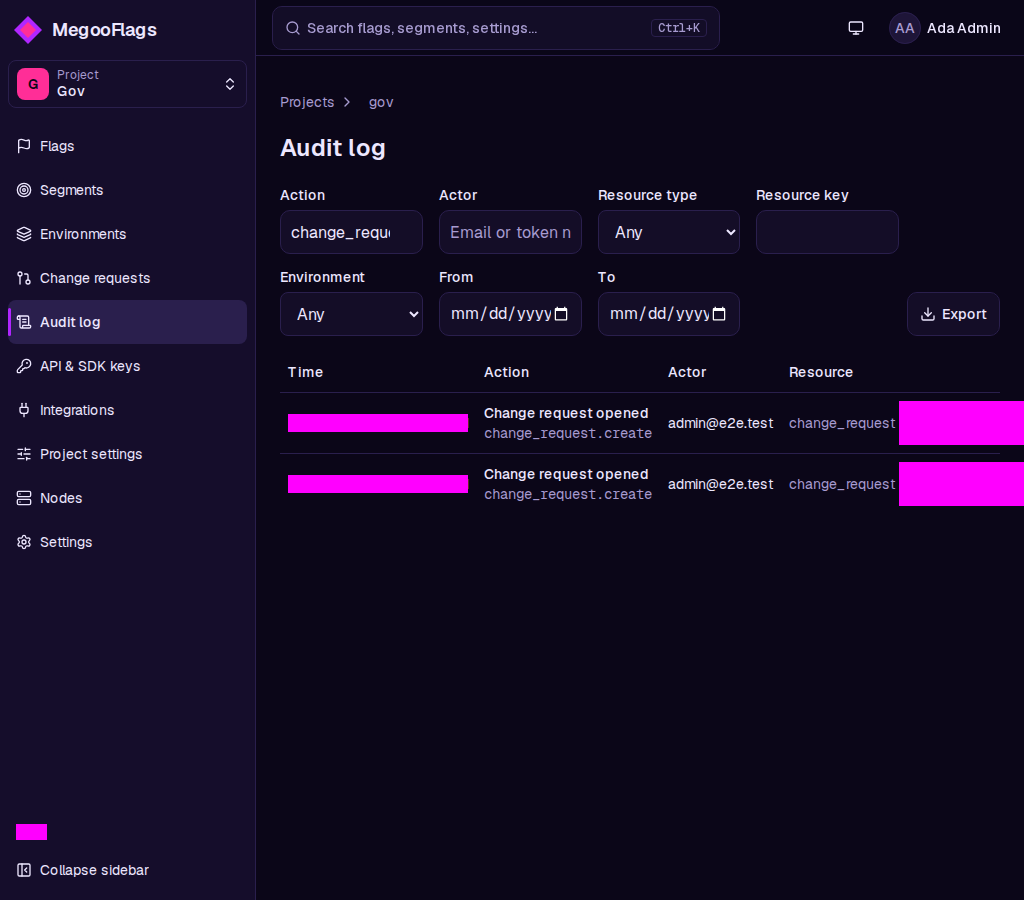 MegooFlags
Search flags, segments, settings...
Ctrl+K
AA
Ada Admin
G
Project
Gov
Flags
Segments
Environments
Change requests
Audit log
API & SDK keys
Integrations
Project settings
Nodes
Settings
Collapse sidebar
Projects
gov
Audit log
Action
Actor
Resource type
Resource key
change_requ
Email or token n
Any
Environment
From
To
Any
mm/dd/yyyy
mm/dd/yyyy
Export
Time
Action
Actor
Resource
Change request opened
change_request.create
admin@e2e.test
change_request
Change request opened
change_request.create
admin@e2e.test
change_request